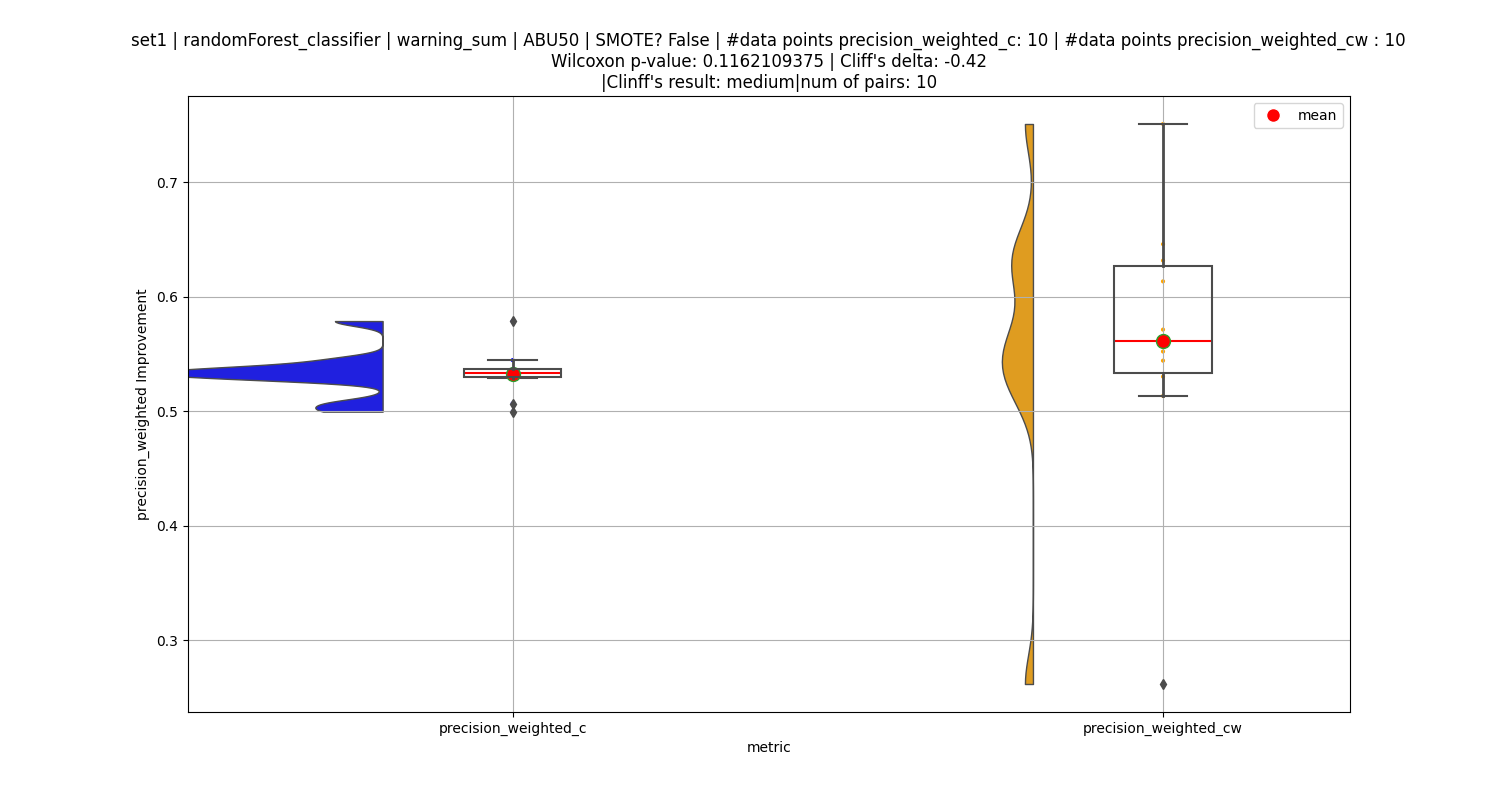 set1 | randomForest_classifier | warning_sum | ABU50 | SMOTE? False | #data points precision_weighted_c: 10 | #data points precision_weighted_cw : 10
Wilcoxon p-value: 0.1162109375 | Cliff's delta: -0.42
|Clinff's result: medium|num of pairs: 10
mean
0.7
0.6
0.5
0.4
0.3
precision_weighted Improvement
precision_weighted_c
precision_weighted_cw
metric